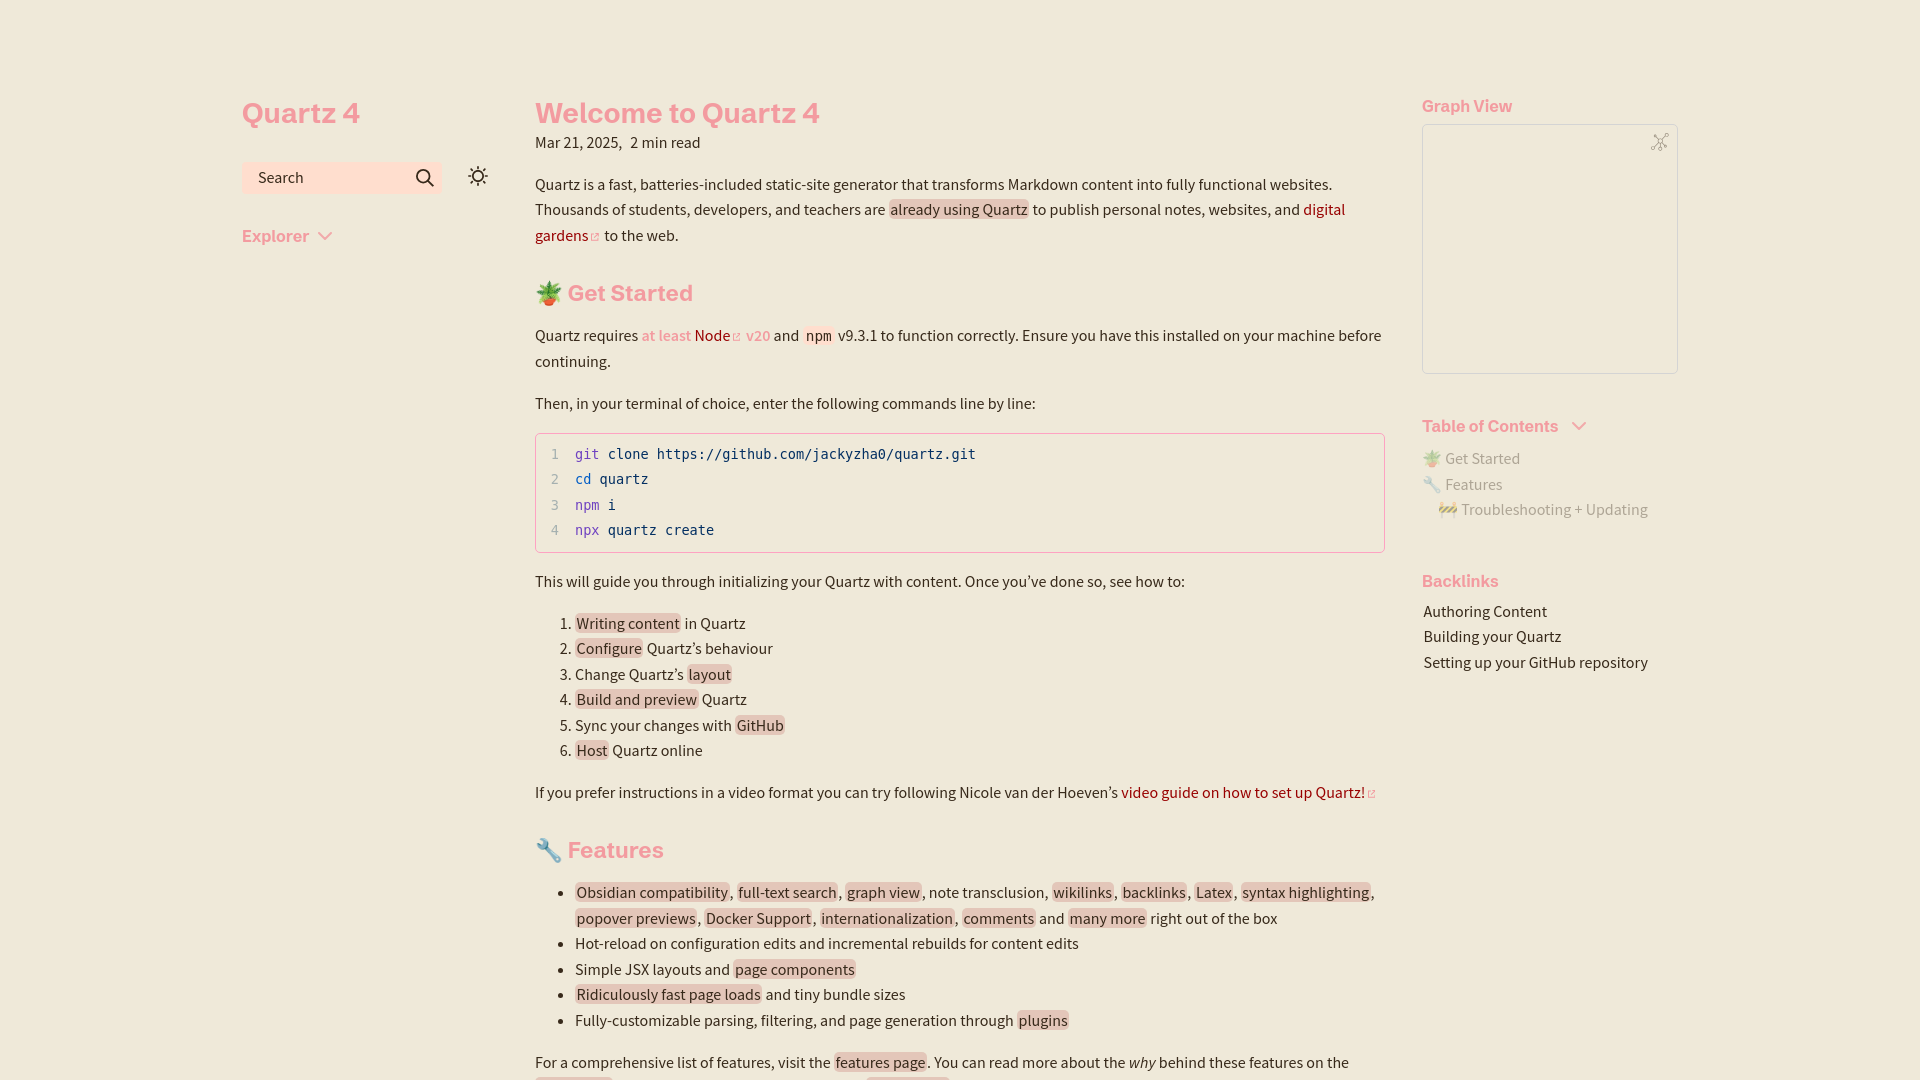 Quartz 4
Search
Explorer
Welcome to Quartz 4
Mar 21, 2025, 2 min read
Quartz is a fast, batteries-included static-site generator that transforms Markdown content into fully functional websites.
Thousands of students, developers, and teachers are already using Quartz to publish personal notes, websites, and digital
gardens to the web.
🪴 Get Started
Quartz requires at least Node v20 and npm v9.3.1 to function correctly. Ensure you have this installed on your machine before
continuing.
Then, in your terminal of choice, enter the following commands line by line:
1 git clone https://github.com/jackyzha0/quartz.git
2 cd quartz
3 npm i
4 npx quartz create
This will guide you through initializing your Quartz with content. Once you’ve done so, see how to:
1. Writing content in Quartz
2. Configure Quartz’s behaviour
3. Change Quartz’s layout
4. Build and preview Quartz
5. Sync your changes with GitHub
6. Host Quartz online
If you prefer instructions in a video format you can try following Nicole van der Hoeven’s video guide on how to set up Quartz!
🔧 Features
• Obsidian compatibility, full-text search, graph view, note transclusion, wikilinks, backlinks, Latex, syntax highlighting,
popover previews, Docker Support, internationalization, comments and many more right out of the box
• Hot-reload on configuration edits and incremental rebuilds for content edits
• Simple JSX layouts and page components
• Ridiculously fast page loads and tiny bundle sizes
• Fully-customizable parsing, filtering, and page generation through plugins
For a comprehensive list of features, visit the features page. You can read more about the why behind these features on the
Graph View
Table of Contents
🪴 Get Started
🔧 Features
🚧 Troubleshooting + Updating
Backlinks
Authoring Content
Building your Quartz
Setting up your GitHub repository